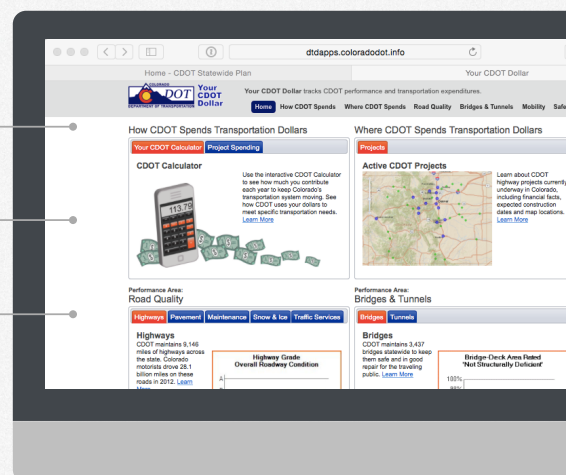 dtdapps.coloradodot.info
Home - CDOT Statewide Plan
Your CDOT Dollar
COLORADO
DOT
DEPARTMENT OF TRANSPORTATION
Your
CDOT
Dollar
Your CDOT Dollar tracks CDOT performance and transportation expenditures.
Home How CDOT Spends Where CDOT Spends Road Quality Bridges & Tunnels Mobility Safe
How CDOT Spends Transportation Dollars
Your CDOT Calculator Project Spending
CDOT Calculator
113.79
Use the interactive CDOT Calculator
to see how much you contribute
each year to keep Colorado's
transportation system moving. See
how CDOT uses your dollars to
meet specific transportation needs.
Learn More
Where CDOT Spends Transportation Dollars
Projects
Active CDOT Projects
Learn about CDOT
highway projects currently
underway in Colorado,
including financial facts,
expected construction
dates and map locations.
Learn More
Performance Area:
Road Quality
Highways Pavement Maintenance Snow & Ice Traffic Services
Highways
CDOT maintains 9,146
miles of highways across
the state. Colorado
motorists drove 28.1
billion miles on these
roads in 2012. Learn
More
Highway Grade
Overall Roadway Condition
A
Performance Area:
Bridges & Tunnels
Bridges Tunnels
Bridges
CDOT maintains 3,437
bridges statewide to keep
them safe and in good
repair for the traveling
public. Learn More
Bridge-Deck Area Rated
'Not Structurally Deficient'
100%